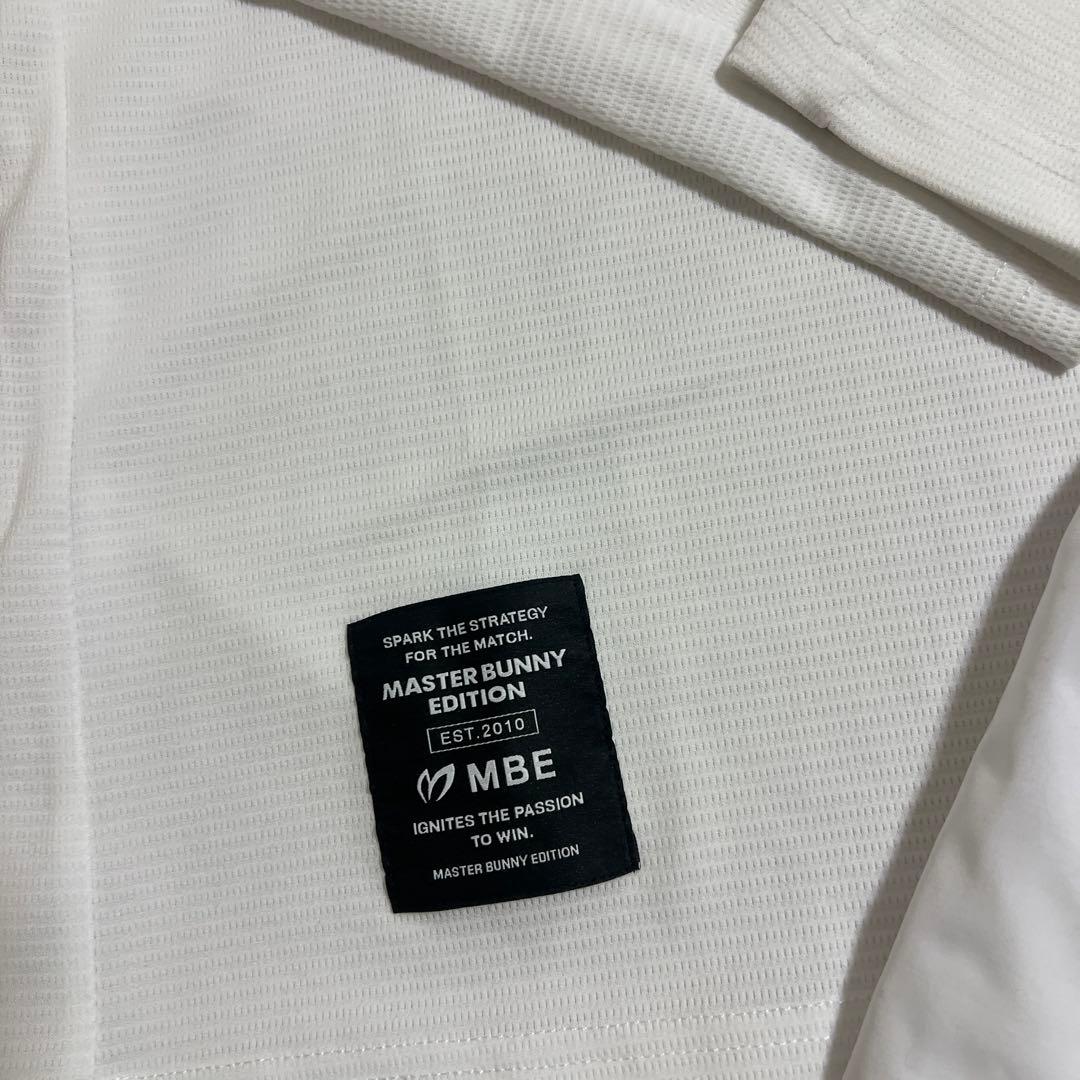 SPARK THE STRATEGY
FOR THE MATCH.
MASTER BUNNY
EDITION
EST.2010
MBE
IGNITES THE PASSION
TO WIN.
MASTER BUNNY EDITION